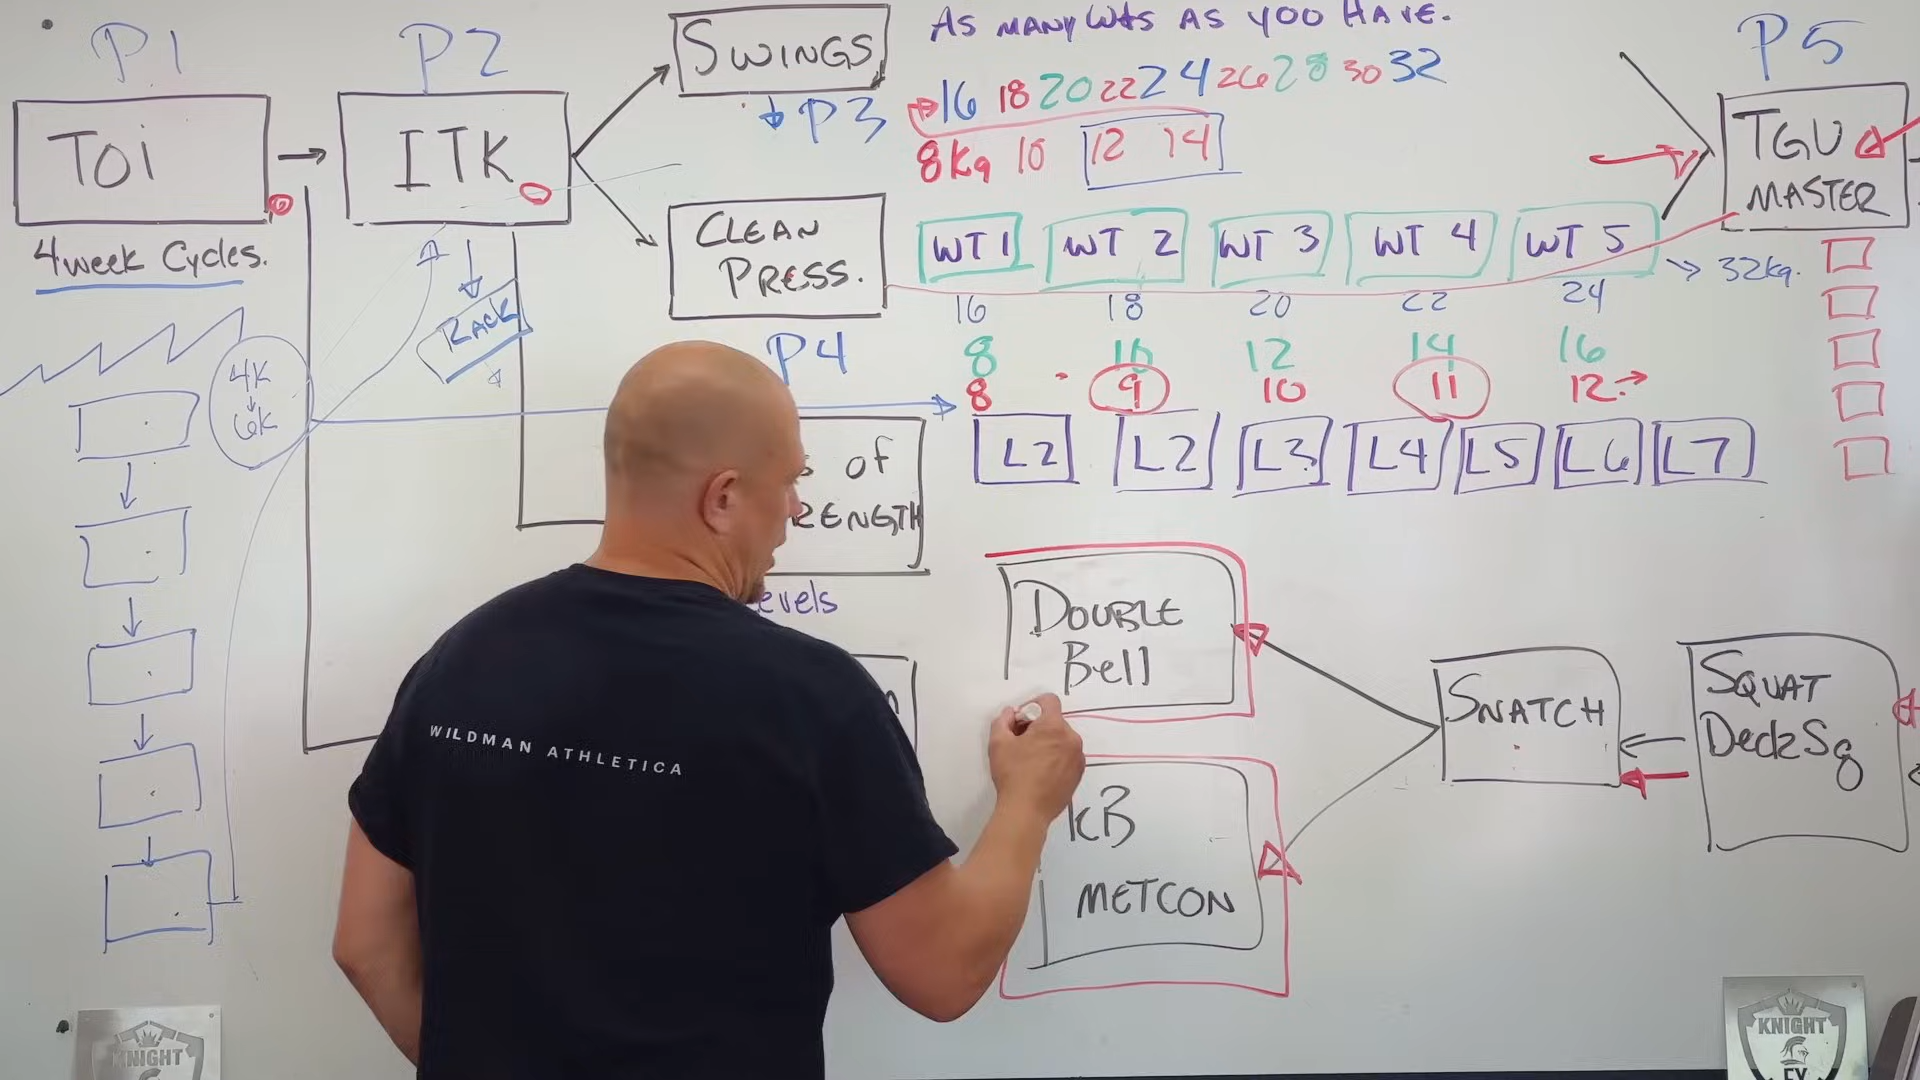 P1
P2
SWINGS
AS MANY WTS AS YOU HAVE.
P5
TOi
ITK
P3
16 18 20 22 24 26 28 30 32
8Kg 10 12 14
TGU
MASTER
4week Cycles.
CLEAN
PRESS.
WT 1 WT 2 WT 3 WT 4 WT 5
32kg.
16 18 20 22 24
RACK
P4
8 10 12 14 16
4K
6K
8 9 10 11 12
of
RENGTH
L2 L2 L3 L4 L5 L6 L7
evels
DOUBLE
Bell
SNATCH
SQUAT
DeckSq
KB
METCON
WILDMAN ATHLETICA
KNIGHT
KNIGHT